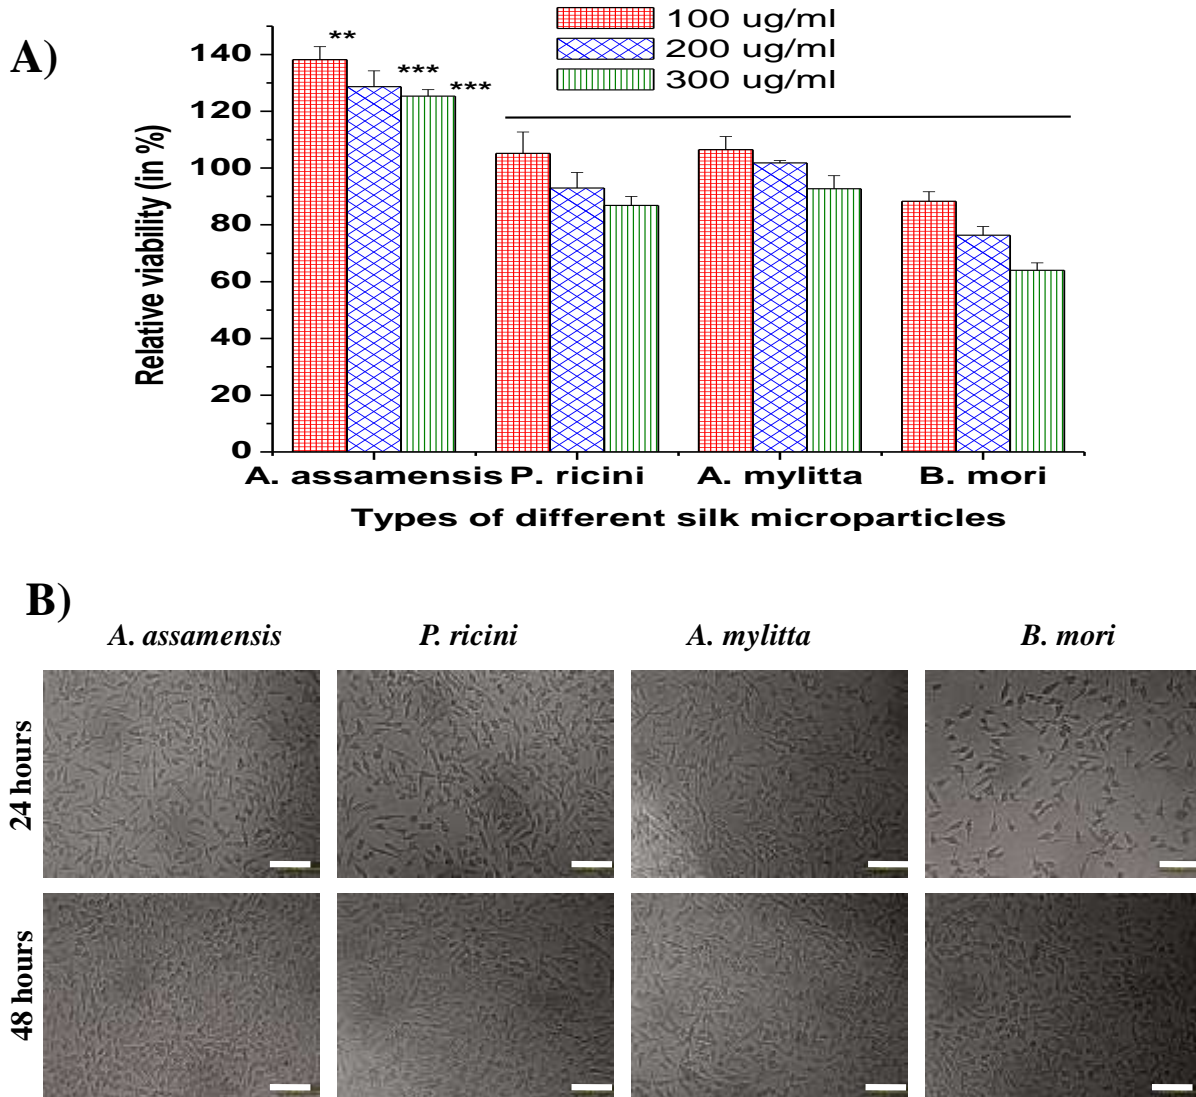 A)
100 ug/ml
200 ug/ml
300 ug/ml
**
***
***
Relative viability (in %)
140
120
100
80
60
40
20
0
A. assamensis P. ricini A. mylitta B. mori
Types of different silk microparticles
B)
A. assamensis P. ricini A. mylitta B. mori
24 hours
48 hours